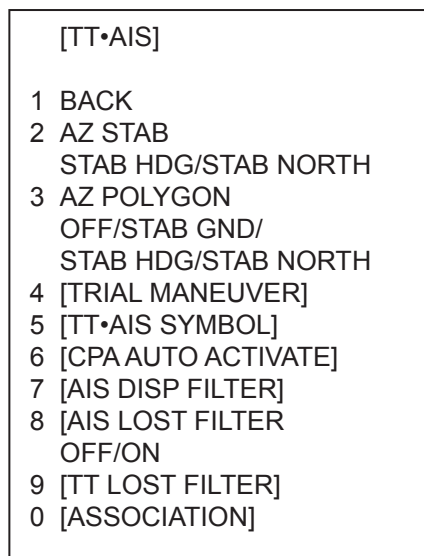 [TT•AIS]
1 BACK
2 AZ STAB
STAB HDG/STAB NORTH
3 AZ POLYGON
OFF/STAB GND/
STAB HDG/STAB NORTH
4 [TRIAL MANEUVER]
5 [TT•AIS SYMBOL]
6 [CPA AUTO ACTIVATE]
7 [AIS DISP FILTER]
8 [AIS LOST FILTER
OFF/ON
9 [TT LOST FILTER]
0 [ASSOCIATION]